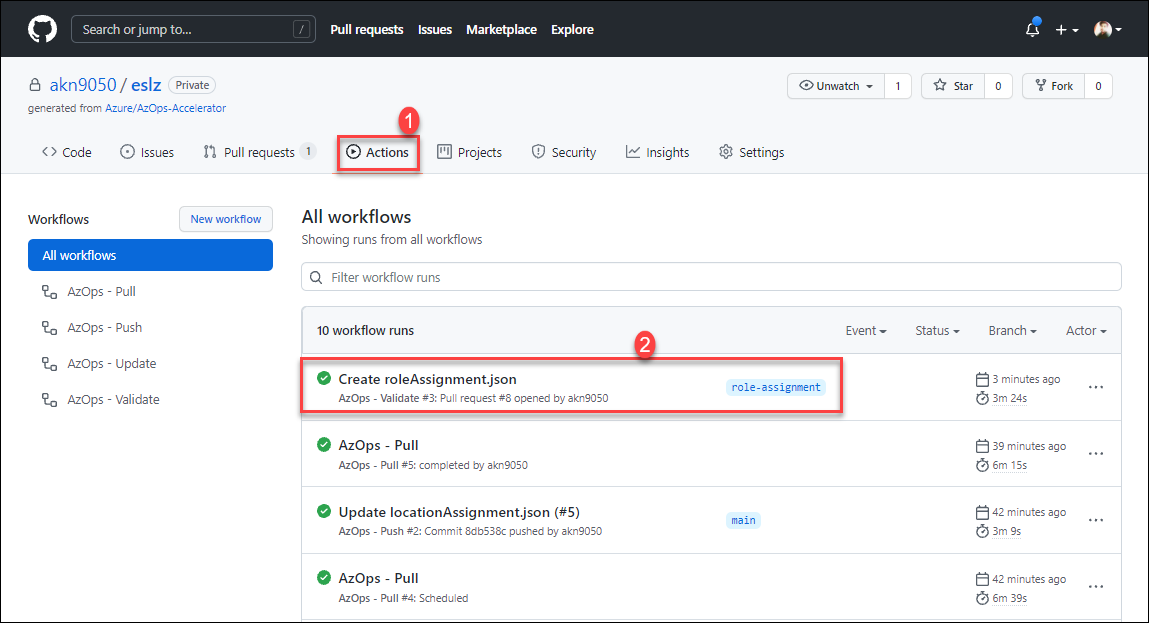 Search or jump to... /
Pull requests Issues Marketplace Explore
akn9050 / eslz Private
Unwatch 1 Star 0 Fork 0
generated from Azure/AzOps-Accelerator
1
Code Issues Pull requests 1 Actions Projects Security Insights Settings
Workflows New workflow
All workflows
AzOps - Pull
AzOps - Push
AzOps - Update
AzOps - Validate
All workflows
Showing runs from all workflows
Filter workflow runs
10 workflow runs Event Status Branch Actor
2
Create roleAssignment.json role-assignment 3 minutes ago
AzOps - Validate #3: Pull request #8 opened by akn9050 3m 24s
AzOps - Pull 39 minutes ago
AzOps - Pull #5: completed by akn9050 6m 15s
Update locationAssignment.json (#5) main 42 minutes ago
AzOps - Push #2: Commit 8db538c pushed by akn9050 3m 9s
AzOps - Pull 42 minutes ago
AzOps - Pull #4: Scheduled 6m 39s